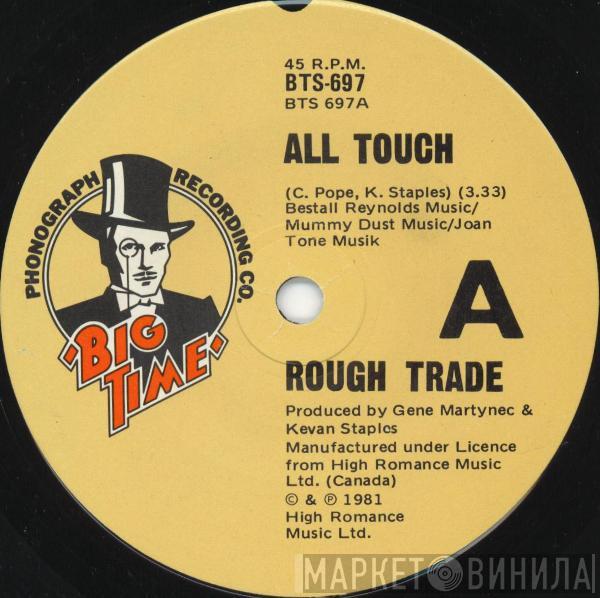 45 R.P.M.
BTS-697
BTS 697A
ALL TOUCH
(C. Pope, K. Staples) (3.33)
Bestall Reynolds Music/
Mummy Dust Music/Joan
Tone Musik
PHONOGRAPH RECORDING CO.
BIG
TIME
A
ROUGH TRADE
Produced by Gene Martynec &
Kevan Staples
Manufactured under Licence
from High Romance Music
Ltd. (Canada)
© & ℗ 1981
High Romance
Music Ltd.
МАРКЕТ ВИНИЛА